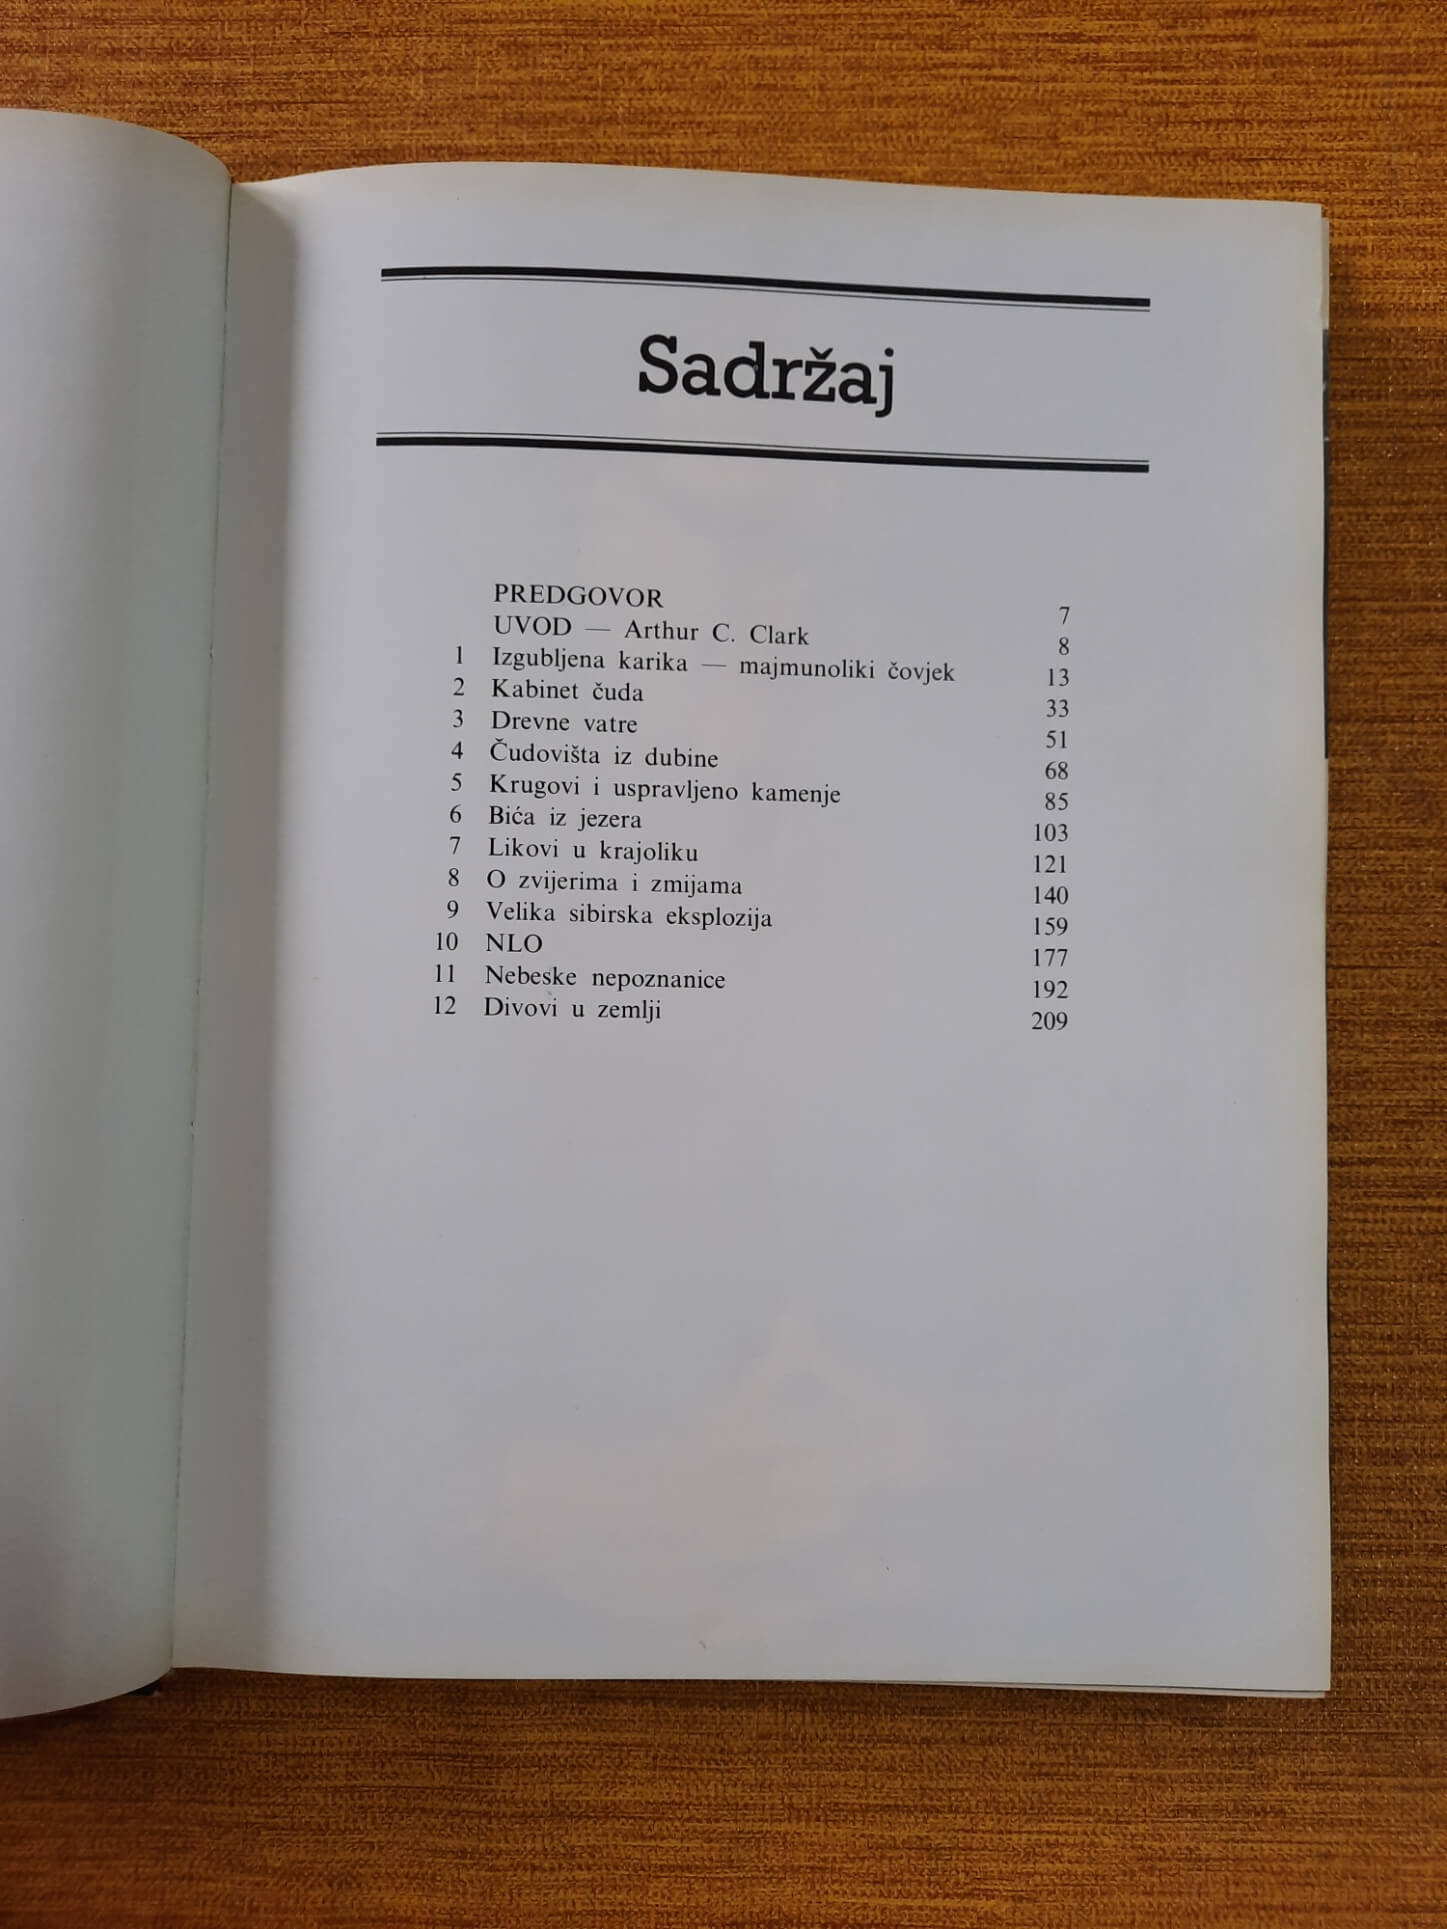 Sadržaj
PREDGOVOR 7
UVOD — Arthur C. Clark 8
1 Izgubljena karika — majmunoliki čovjek 13
2 Kabinet čuda 33
3 Drevne vatre 51
4 Čudovišta iz dubine 68
5 Krugovi i uspravljeno kamenje 85
6 Bića iz jezera 103
7 Likovi u krajoliku 121
8 O zvijerima i zmijama 140
9 Velika sibirska eksplozija 159
10 NLO 177
11 Nebeske nepoznanice 192
12 Divovi u zemlji 209